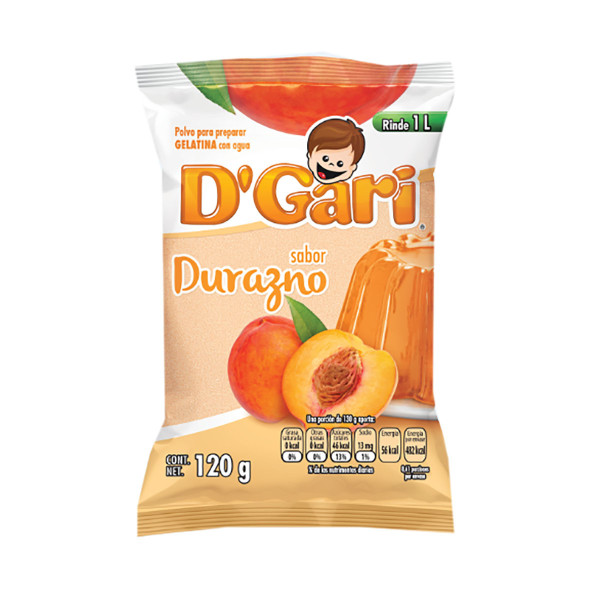 Rinde 1 L
Polvo para preparar
GELATINA con agua
D'Gari
®
sabor
Durazno
Una porción de 130 g aporta:
Grasa saturada 0 kcal 0%
Otras grasas 0 kcal 0%
Azúcares totales 46 kcal 13%
Sodio 13 mg 1%
Energía 56 kcal
Energía por envase 482 kcal
% de los nutrimentos diarios
CONT. NET. 120 g